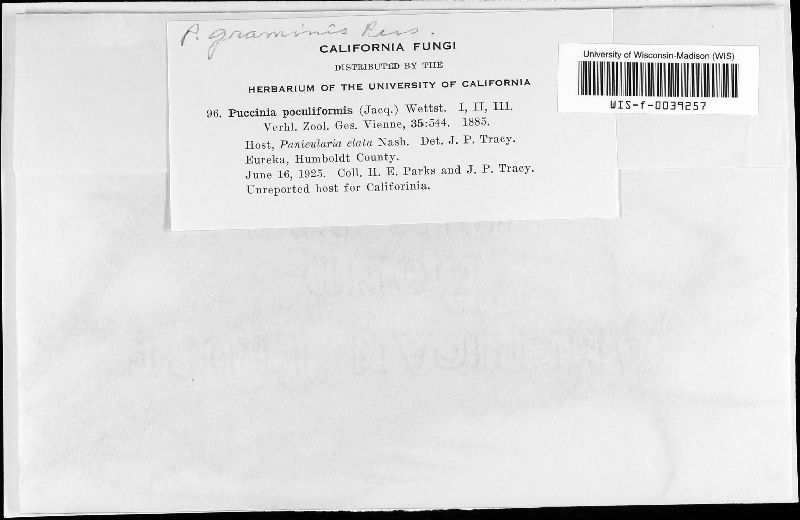 P. graminis Pers.
CALIFORNIA FUNGI
DISTRIBUTED BY THE
HERBARIUM OF THE UNIVERSITY OF CALIFORNIA
96. Puccinia poculiformis (Jacq.) Wettst. I, II, III.
Verhl. Zool. Ges. Vienne, 35:544. 1885.
Host, Panicularia elata Nash. Det. J. P. Tracy.
Eureka, Humboldt County.
June 16, 1925. Coll. H. E. Parks and J. P. Tracy.
Unreported host for Califorinia.
University of Wisconsin-Madison (WIS)
WIS-f-0039257